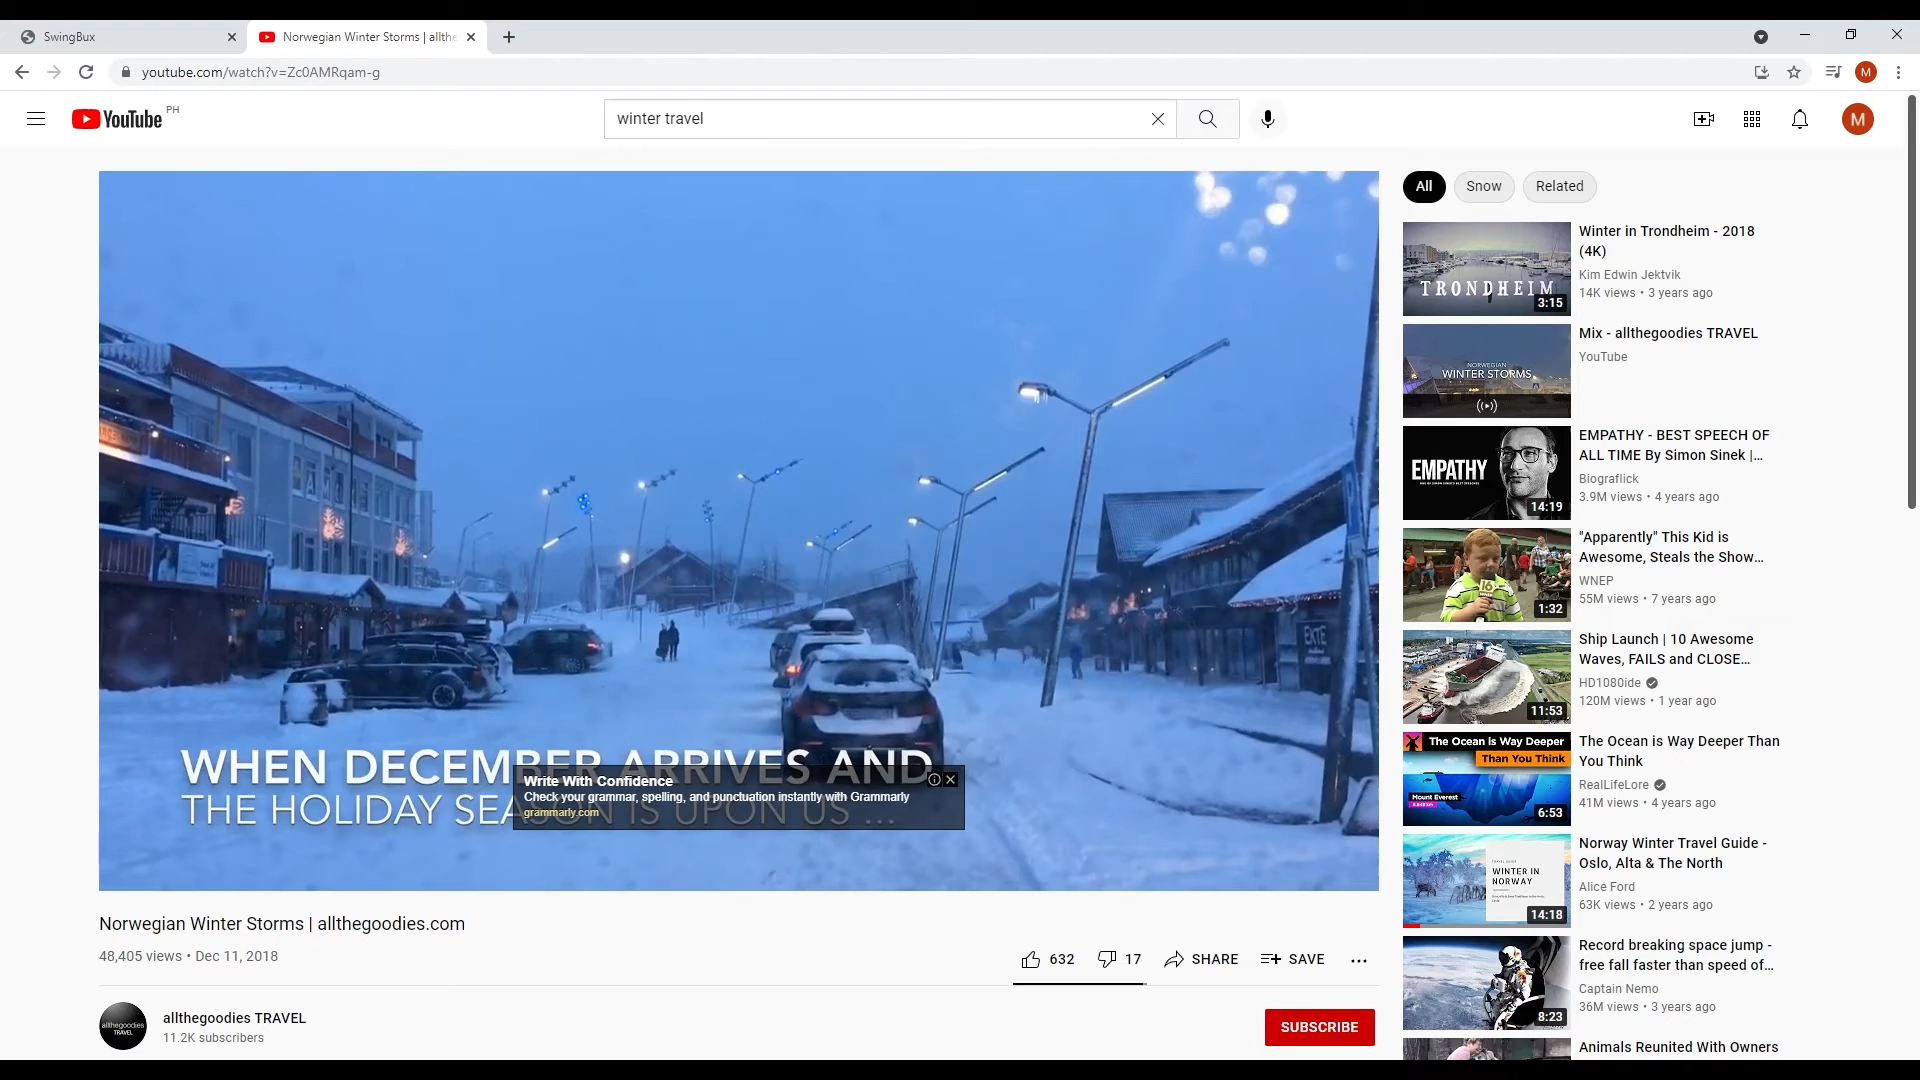 SwingBux
Norwegian Winter Storms | allthe
youtube.com/watch?v=Zc0AMRqam-g
M
YouTube PH
winter travel
M
All
Snow
Related
WHEN DECEMBER ARRIVES AND
THE HOLIDAY SEASON IS UPON US ...
Write With Confidence
Check your grammar, spelling, and punctuation instantly with Grammarly
grammarly.com
Norwegian Winter Storms | allthegoodies.com
48,405 views • Dec 11, 2018
632
17
SHARE
SAVE
allthegoodies
TRAVEL
allthegoodies TRAVEL
11.2K subscribers
SUBSCRIBE
TRONDHEIM
3:15
Winter in Trondheim - 2018
(4K)
Kim Edwin Jektvik
14K views • 3 years ago
NORWEGIAN
WINTER STORMS
Mix - allthegoodies TRAVEL
YouTube
EMPATHY
14:19
EMPATHY - BEST SPEECH OF
ALL TIME By Simon Sinek |...
Biograflick
3.9M views • 4 years ago
16
1:32
"Apparently" This Kid is
Awesome, Steals the Show...
WNEP
55M views • 7 years ago
11:53
Ship Launch | 10 Awesome
Waves, FAILS and CLOSE...
HD1080ide
120M views • 1 year ago
The Ocean is Way Deeper
Than You Think
Mount Everest
6:53
The Ocean is Way Deeper Than
You Think
RealLifeLore
41M views • 4 years ago
TRAVEL GUIDE
WINTER IN
NORWAY
14:18
Norway Winter Travel Guide -
Oslo, Alta & The North
Alice Ford
63K views • 2 years ago
8:23
Record breaking space jump -
free fall faster than speed of...
Captain Nemo
36M views • 3 years ago
Animals Reunited With Owners